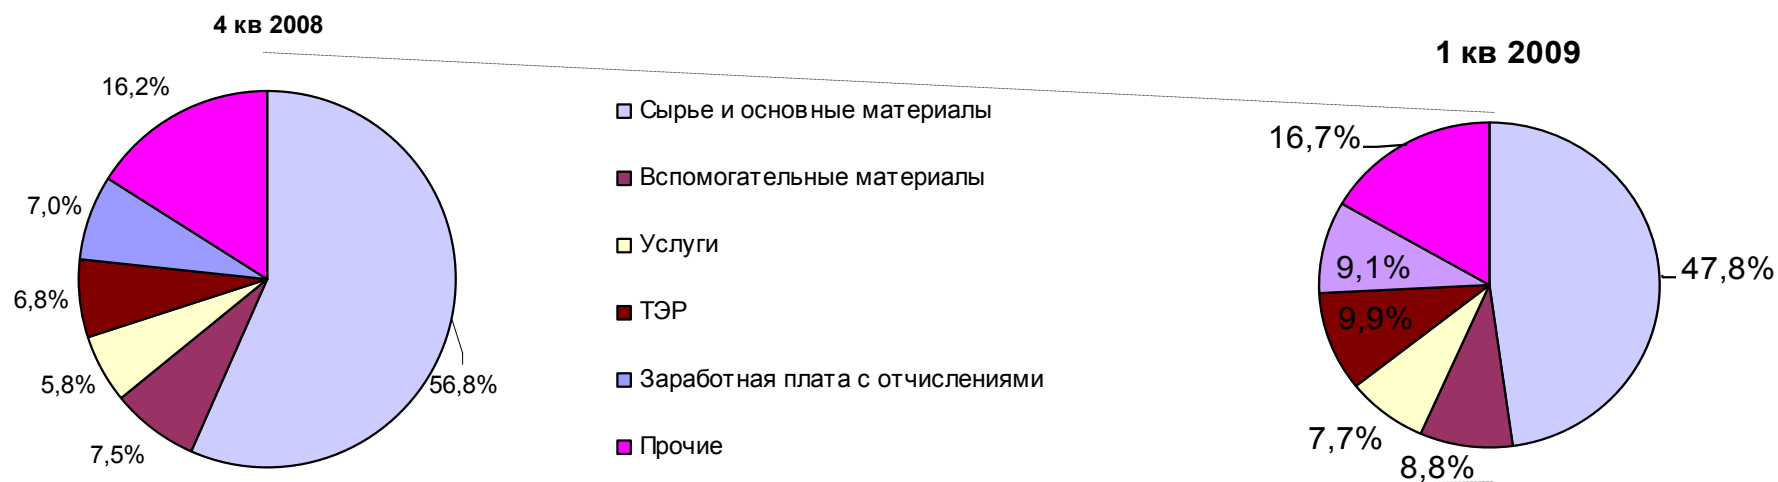 4 кв 2008
16,2%
7,0%
6,8%
5,8%
7,5%
56,8%
Сырье и основные материалы
Вспомогательные материалы
Услуги
ТЭР
Заработная плата с отчислениями
Прочие
1 кв 2009
16,7%
9,1%
9,9%
7,7%
8,8%
47,8%